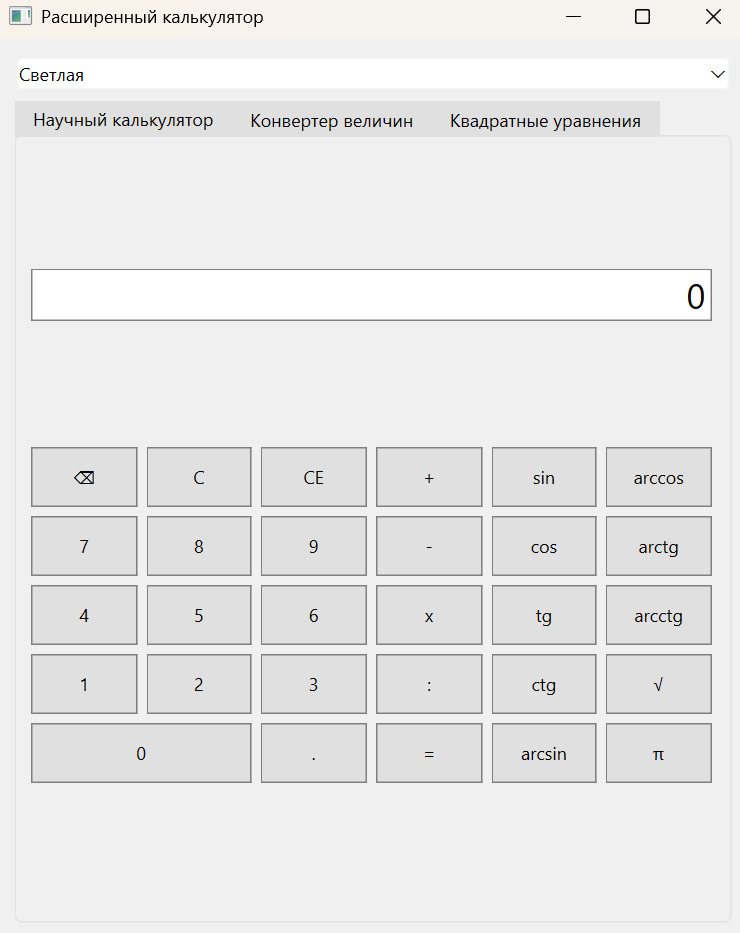 Расширенный калькулятор
Светлая
Научный калькулятор Конвертер величин Квадратные уравнения
0
⌫ C CE + sin arccos
7 8 9 - cos arctg
4 5 6 x tg arcctg
1 2 3 : ctg √
0 . = arcsin π